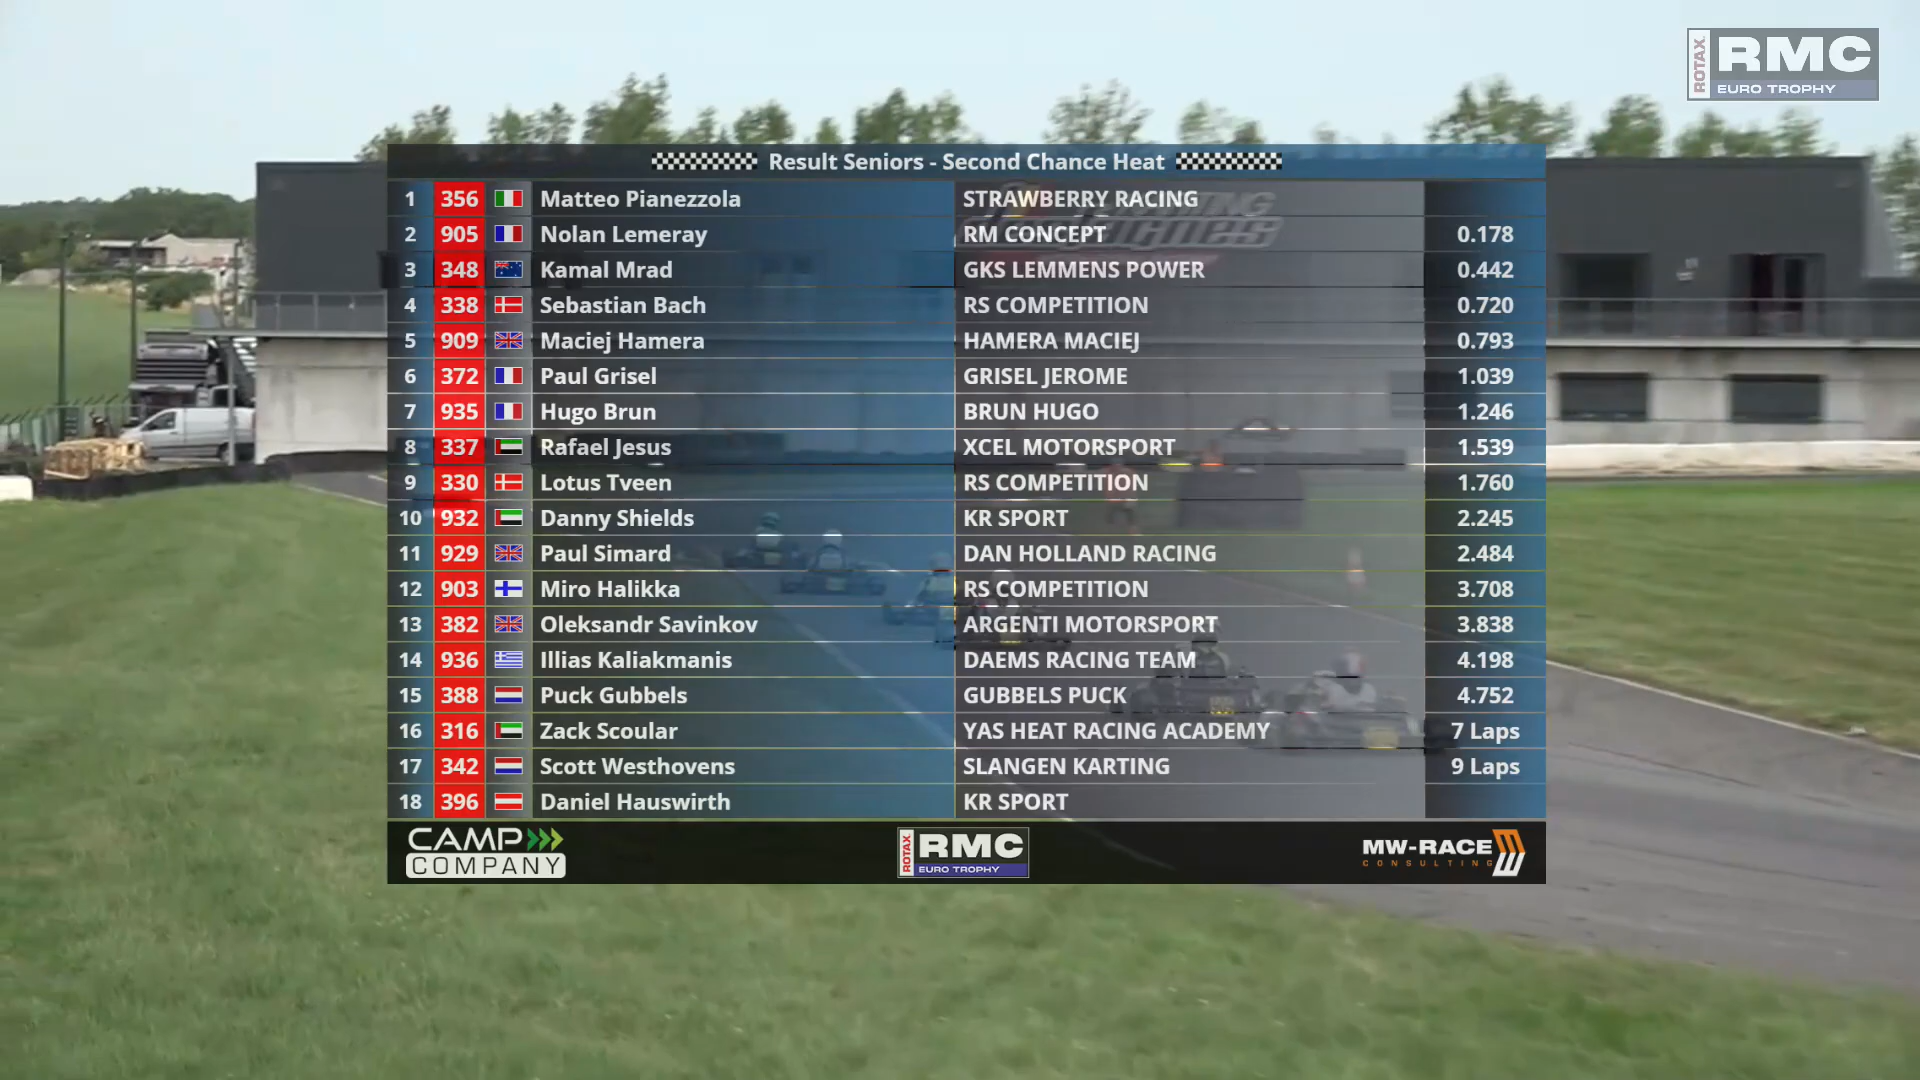 ROTAX RMC
EURO TROPHY
Result Seniors - Second Chance Heat
1 356 Matteo Pianezzola STRAWBERRY RACING
2 905 Nolan Lemeray RM CONCEPT 0.178
3 348 Kamal Mrad GKS LEMMENS POWER 0.442
4 338 Sebastian Bach RS COMPETITION 0.720
5 909 Maciej Hamera HAMERA MACIEJ 0.793
6 372 Paul Grisel GRISEL JEROME 1.039
7 935 Hugo Brun BRUN HUGO 1.246
8 337 Rafael Jesus XCEL MOTORSPORT 1.539
9 330 Lotus Tveen RS COMPETITION 1.760
10 932 Danny Shields KR SPORT 2.245
11 929 Paul Simard DAN HOLLAND RACING 2.484
12 903 Miro Halikka RS COMPETITION 3.708
13 382 Oleksandr Savinkov ARGENTI MOTORSPORT 3.838
14 936 Illias Kaliakmanis DAEMS RACING TEAM 4.198
15 388 Puck Gubbels GUBBELS PUCK 4.752
16 316 Zack Scoular YAS HEAT RACING ACADEMY 7 Laps
17 342 Scott Westhovens SLANGEN KARTING 9 Laps
18 396 Daniel Hauswirth KR SPORT
CAMP COMPANY
ROTAX RMC
EURO TROPHY
MW-RACE
CONSULTING